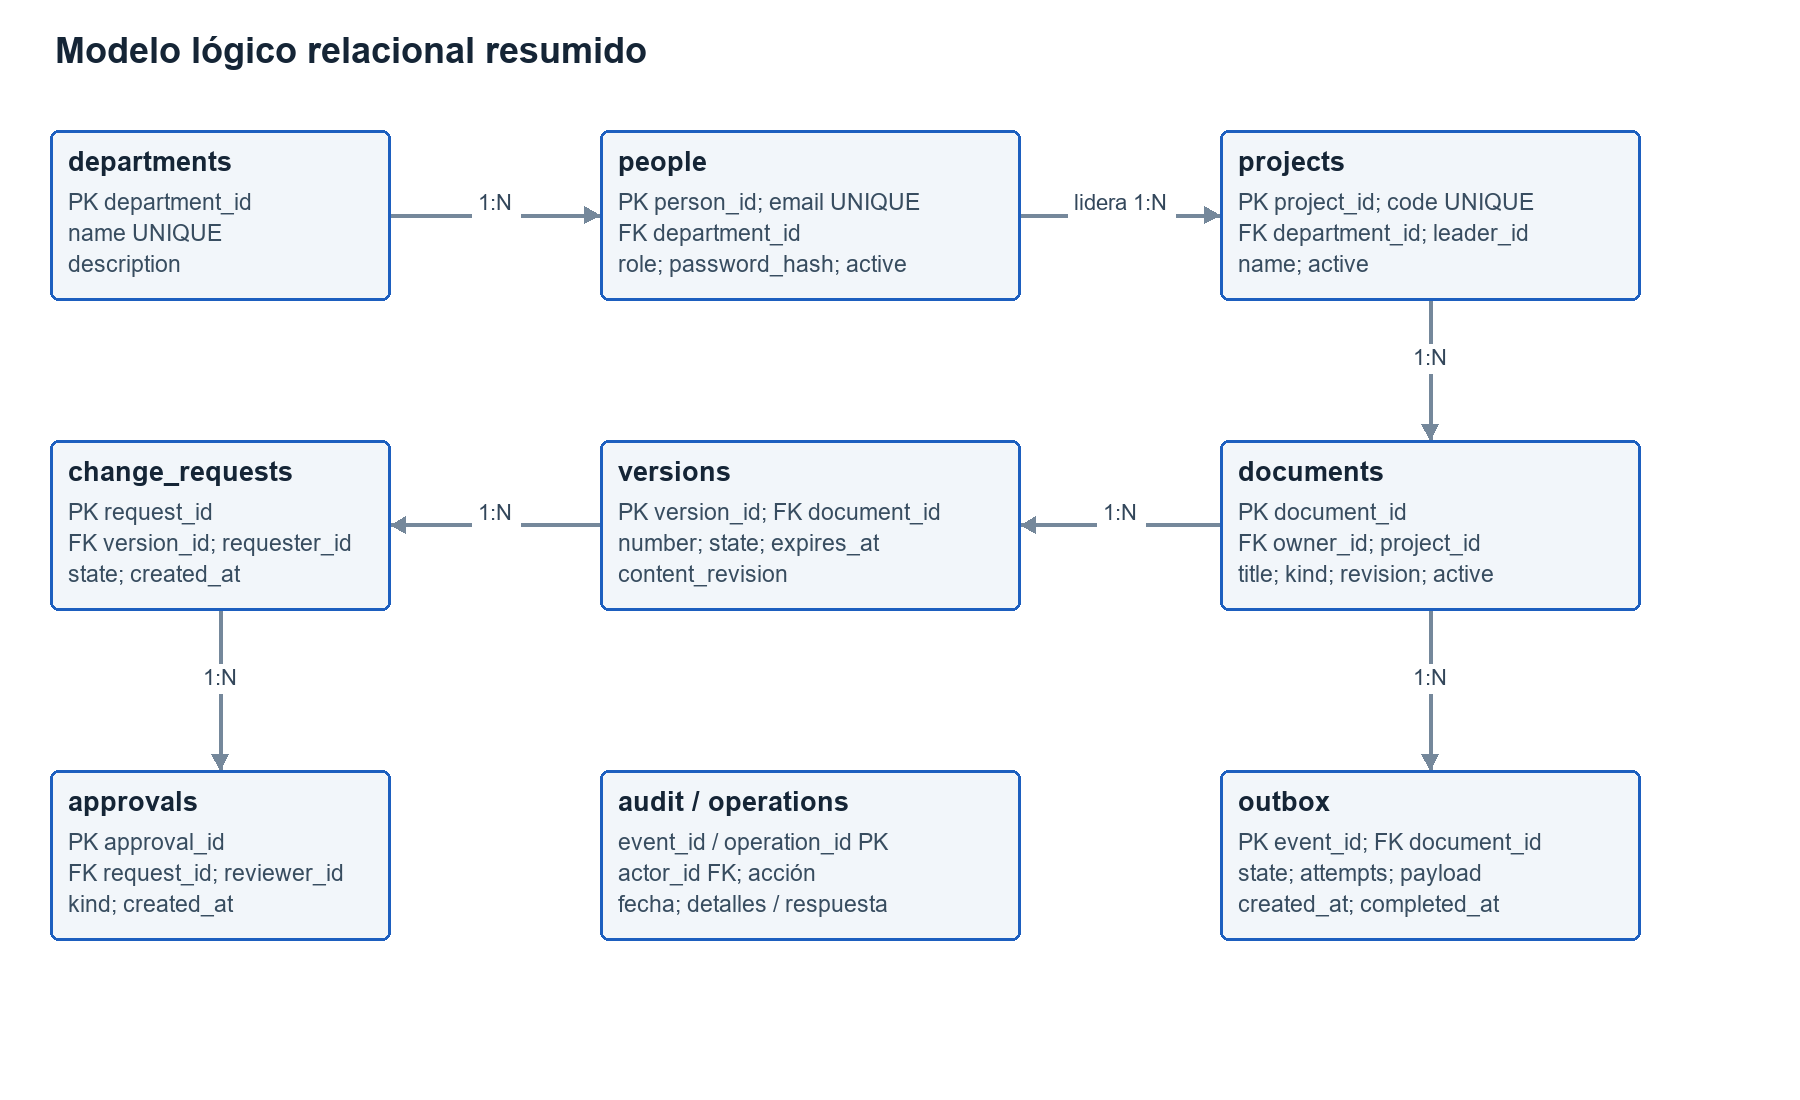 Modelo lógico relacional resumido
departments
PK department_id
name UNIQUE
description
1:N
people
PK person_id; email UNIQUE
FK department_id
role; password_hash; active
lidera 1:N
projects
PK project_id; code UNIQUE
FK department_id; leader_id
name; active
1:N
change_requests
PK request_id
FK version_id; requester_id
state; created_at
1:N
versions
PK version_id; FK document_id
number; state; expires_at
content_revision
1:N
documents
PK document_id
FK owner_id; project_id
title; kind; revision; active
1:N
1:N
approvals
PK approval_id
FK request_id; reviewer_id
kind; created_at
audit / operations
event_id / operation_id PK
actor_id FK; acción
fecha; detalles / respuesta
outbox
PK event_id; FK document_id
state; attempts; payload
created_at; completed_at